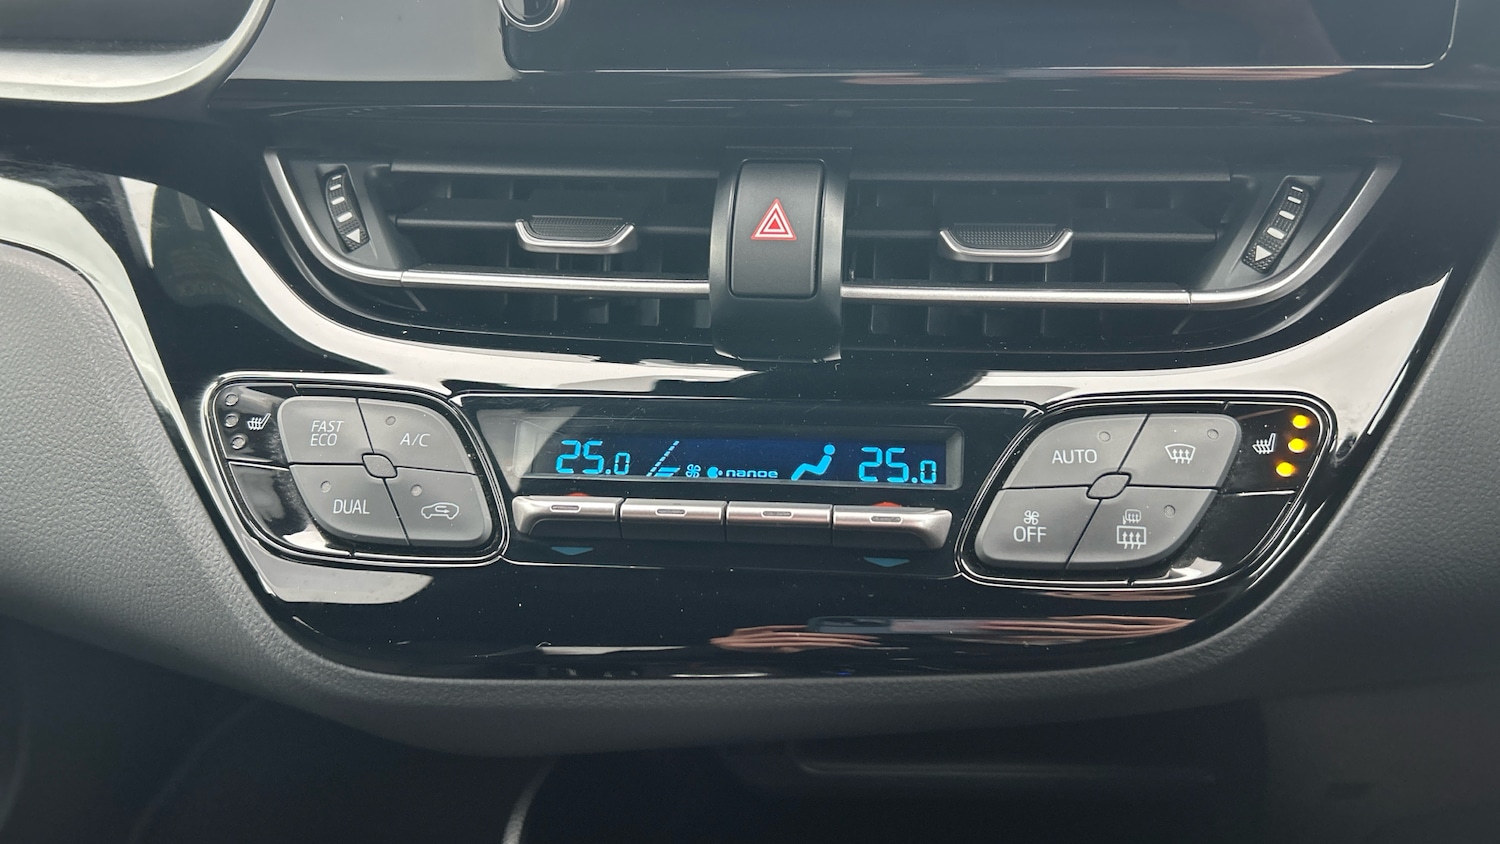 FAST
ECO
A/C
DUAL
25.0
nanoe
25.0
AUTO
OFF